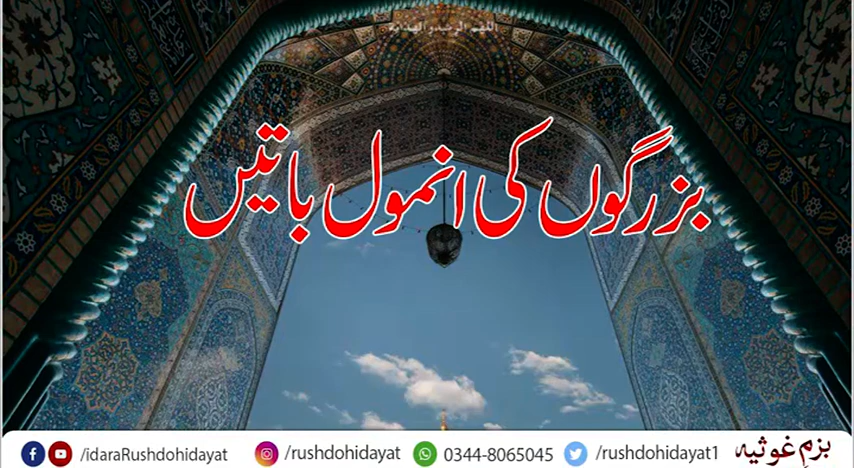 بزرگوں کی انمول باتیں
/idaraRushdohidayat
/rushdohidayat
0344-8065045
/rushdohidayat1
بزمِ غوثیہ